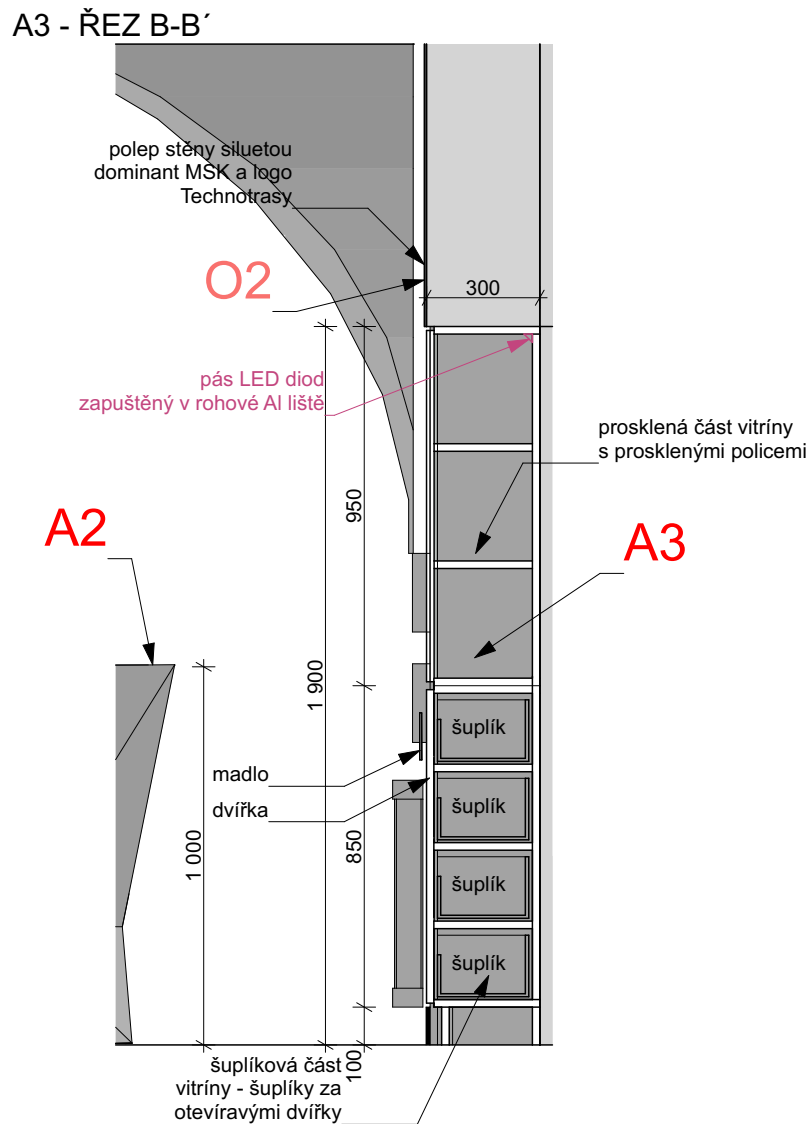 A3 - ŘEZ B-B´
polep stěny siluetou
dominant MSK a logo
Technotrasy
O2
300
pás LED diod
zapuštěný v rohové Al liště
prosklená část vitríny
s prosklenými policemi
950
A2
A3
1 900
šuplík
madlo
dvířka
šuplík
850
1 000
šuplík
šuplík
100
šuplíková část
vitríny - šuplíky za
otevíravými dvířky